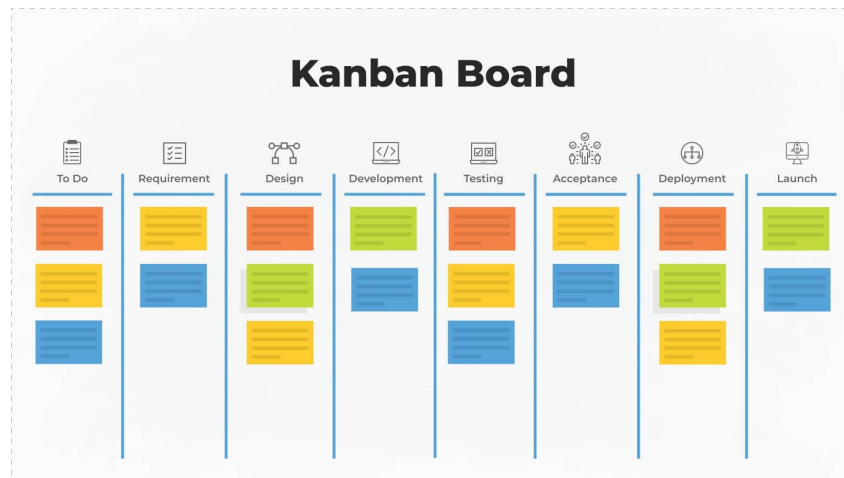 Kanban Board
To Do
Requirement
Design
Development
Testing
Acceptance
Deployment
Launch